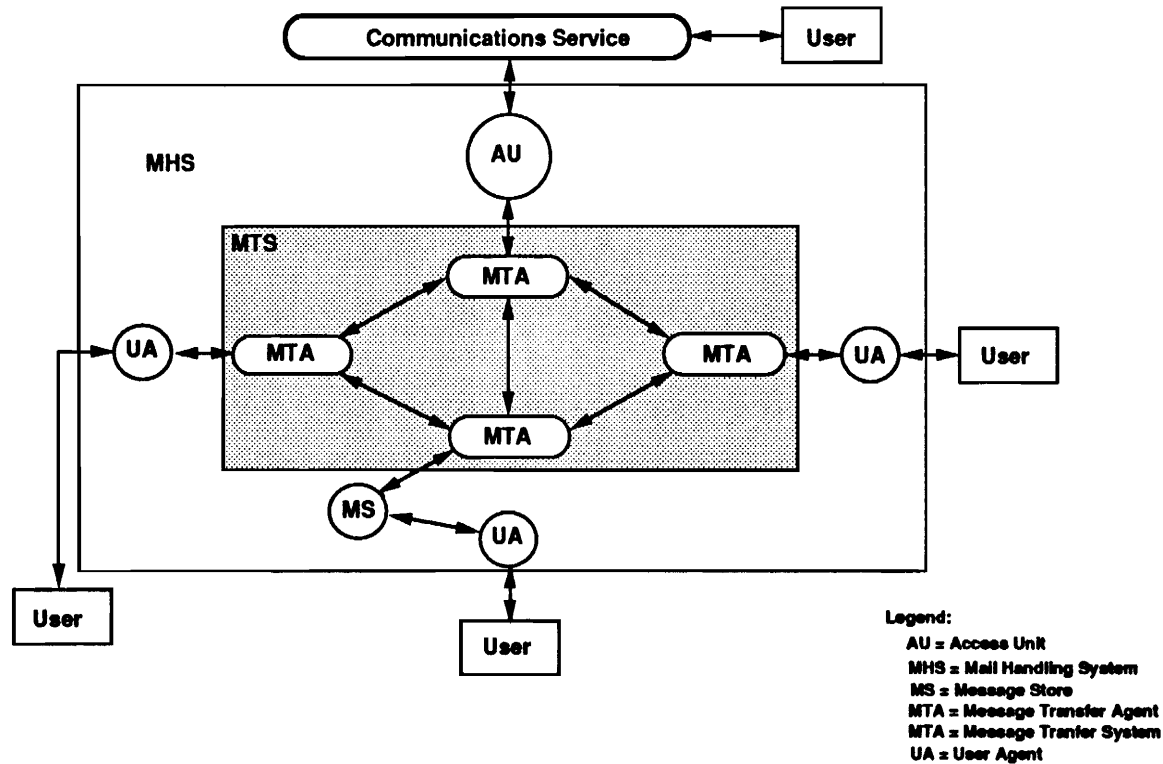 Communications Service
User
AU
MHS
MTS
MTA
UA
MTA
MTA
UA
User
MTA
MS
UA
User
User
Legend:
AU = Access Unit
MHS = Mail Handling System
MS = Message Store
MTA = Message Transfer Agent
MTA = Message Tranfer System
UA = User Agent